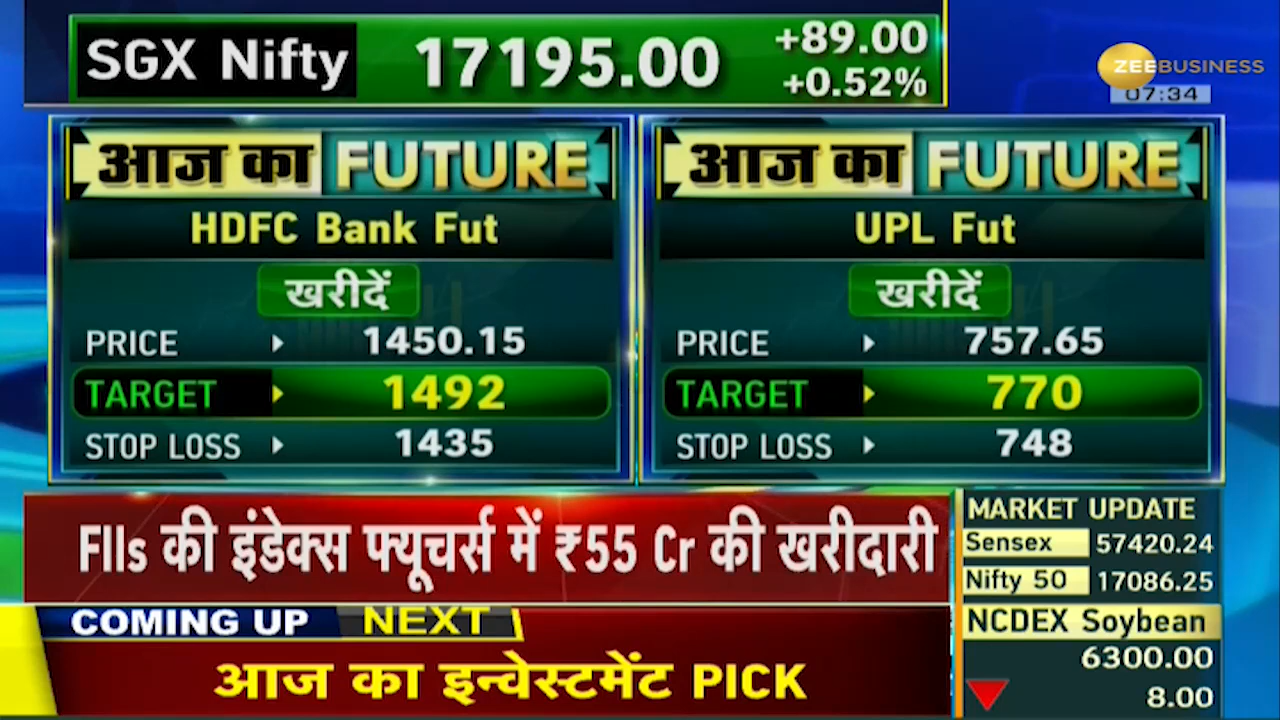 SGX Nifty 17195.00 +89.00
+0.52%
ZEEBUSINESS
07:34
आज का FUTURE
HDFC Bank Fut
खरीदें
PRICE 1450.15
TARGET 1492
STOP LOSS 1435
आज का FUTURE
UPL Fut
खरीदें
PRICE 757.65
TARGET 770
STOP LOSS 748
FIIs की इंडेक्स फ्यूचर्स में ₹55 Cr की खरीदारी
COMING UP NEXT
आज का इन्वेस्टमेंट PICK
MARKET UPDATE
Sensex 57420.24
Nifty 50 17086.25
NCDEX Soybean
6300.00
8.00